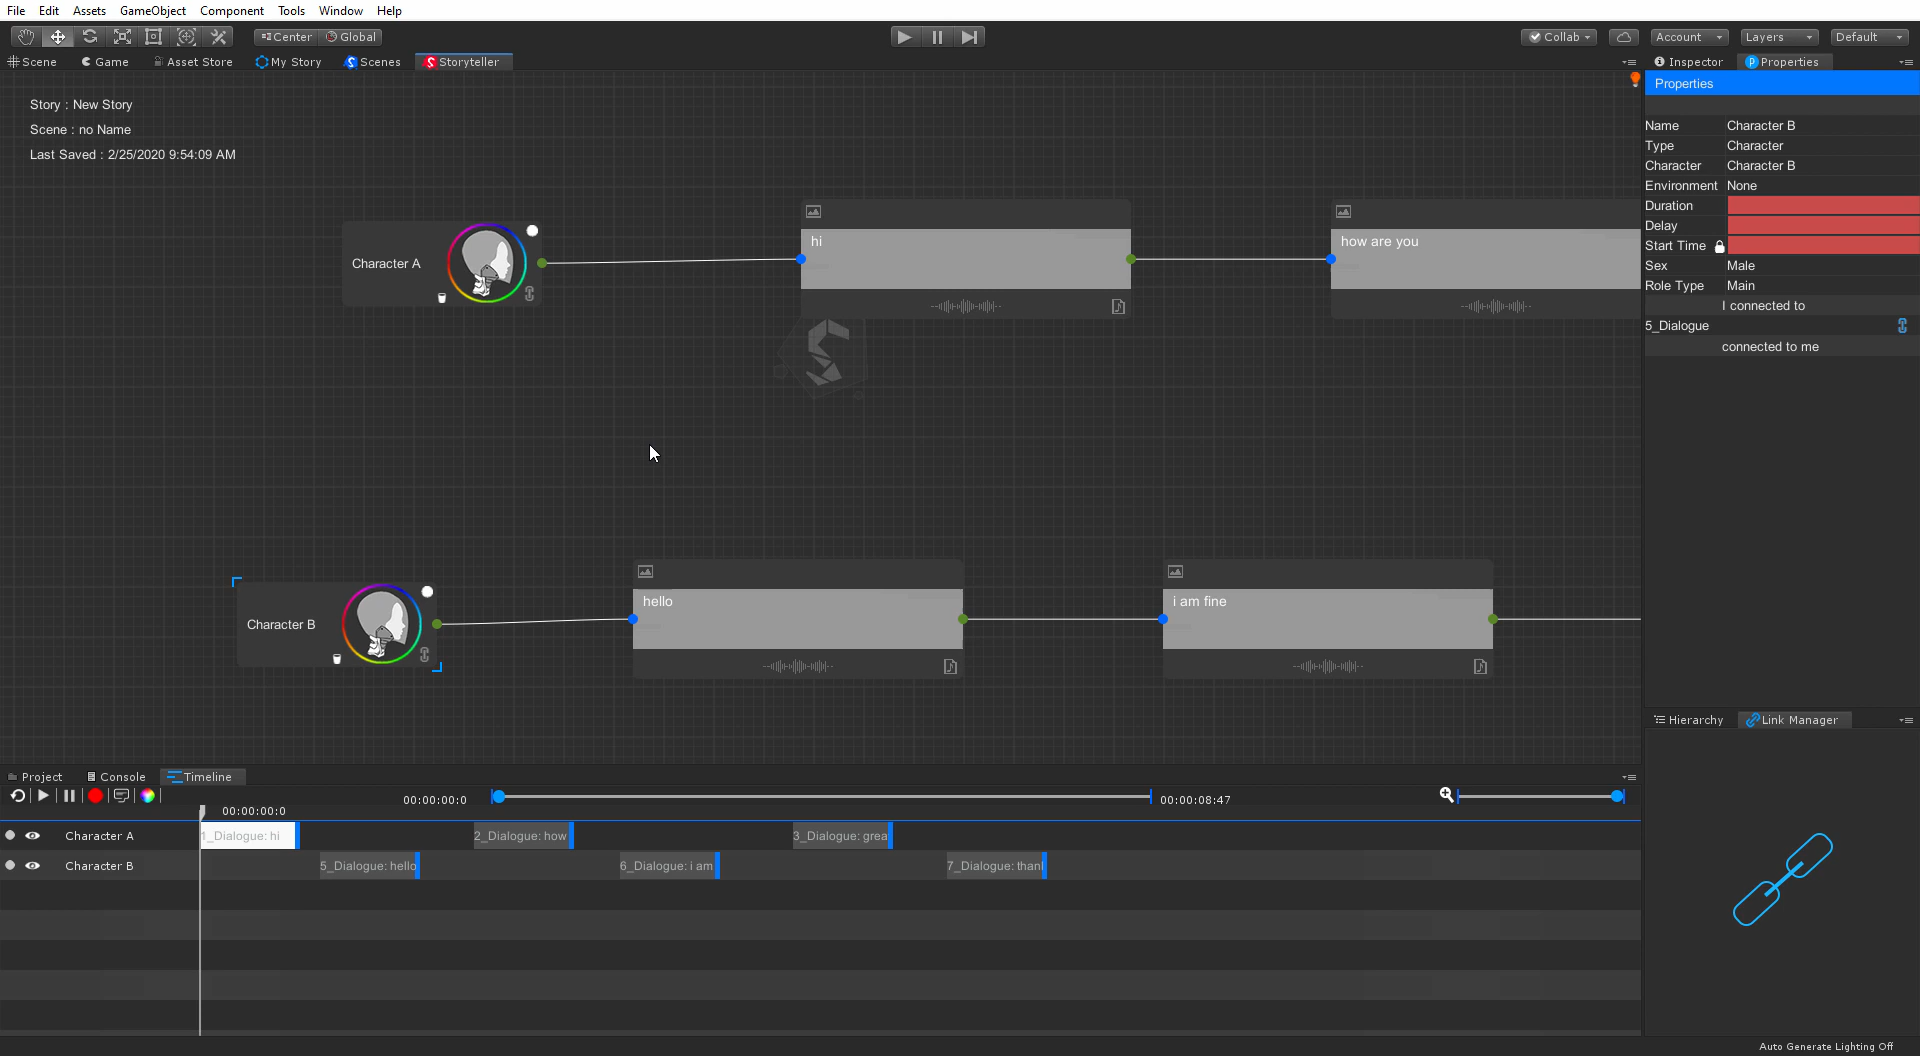 File Edit Assets GameObject Component Tools Window Help
Center Global Collab Account Layers Default
Scene Game Asset Store My Story Scenes Storyteller Inspector Properties
Properties
Story : New Story
Scene : no Name
Last Saved : 2/25/2020 9:54:09 AM
Name Character B
Type Character
Character Character B
Environment None
Duration
Delay
Start Time
Sex Male
Role Type Main
I connected to
5_Dialogue
connected to me
Character A
hi
how are you
Character B
hello
i am fine
Hierarchy Link Manager
Project Console Timeline
00:00:00:0 00:00:08:47
00:00:00:0
Character A 1_Dialogue: hi 2_Dialogue: how 3_Dialogue: grea
Character B 5_Dialogue: hello 6_Dialogue: i am 7_Dialogue: than
Auto Generate Lighting Off